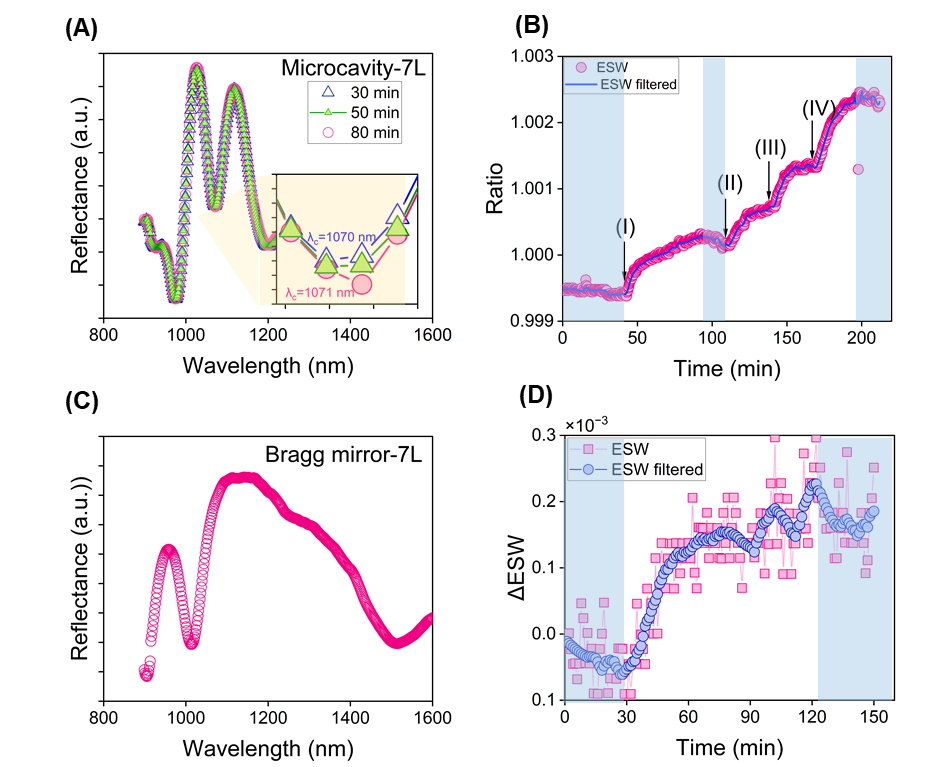 (A)
Microcavity-7L
30 min
50 min
80 min
λc=1070 nm
λc=1071 nm
Reflectance (a.u.)
800
1000
1200
1400
1600
Wavelength (nm)
(B)
1.003
1.002
1.001
1.000
0.999
ESW
ESW filtered
(I)
(II)
(III)
(IV)
Ratio
0
50
100
150
200
Time (min)
(C)
Bragg mirror-7L
Reflectance (a.u.))
800
1000
1200
1400
1600
Wavelength (nm)
(D)
×10⁻³
0.3
0.2
0.1
0.0
0.1
ESW
ESW filtered
ΔESW
0
30
60
90
120
150
Time (min)